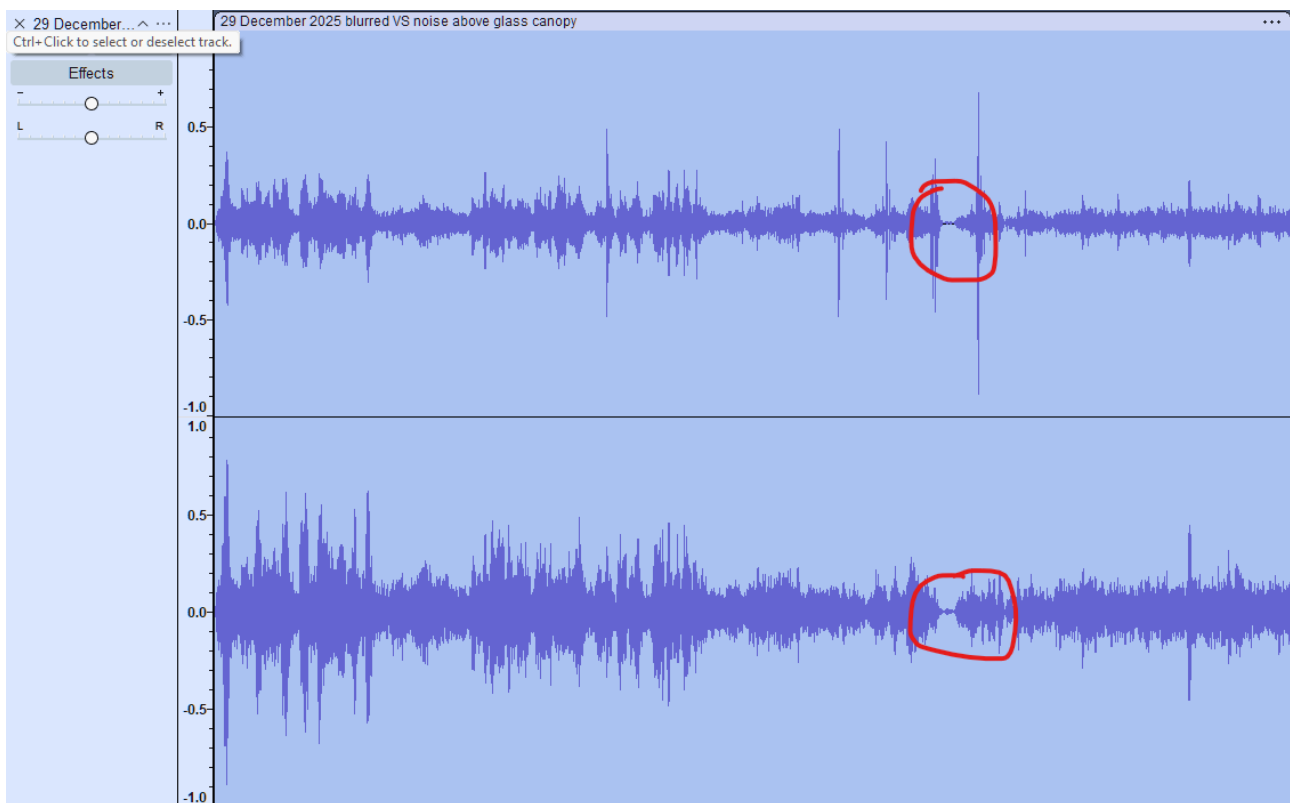 29 December...
29 December 2025 blurred VS noise above glass canopy
Ctrl+Click to select or deselect track.
Effects
- +
L R
0.5
0.0
-0.5
-1.0
1.0
0.5
0.0
-0.5
-1.0